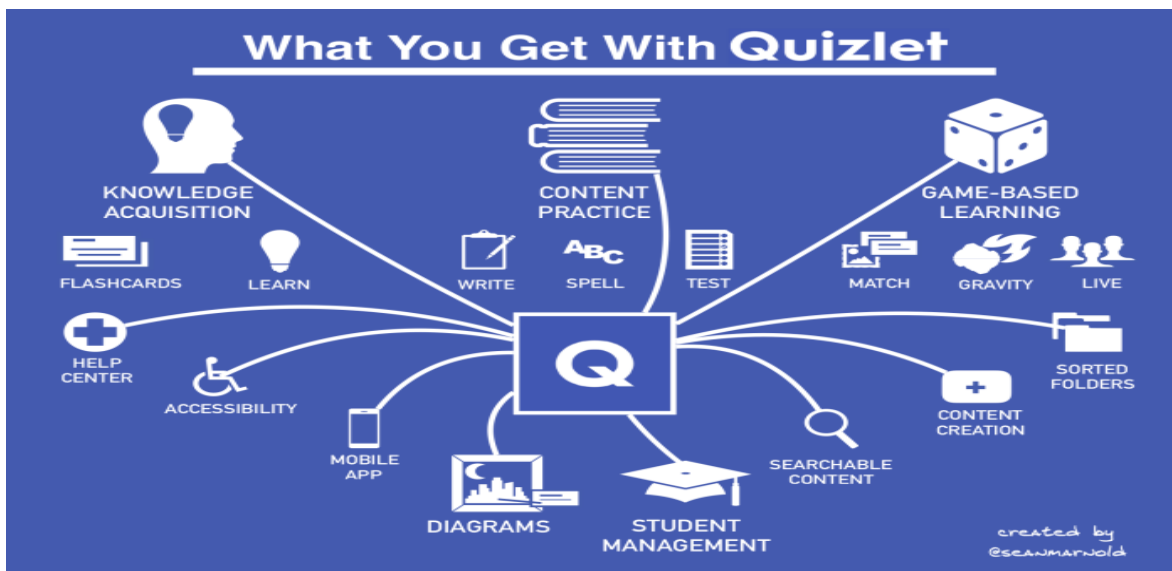 What You Get With Quizlet
KNOWLEDGE
ACQUISITION
CONTENT
PRACTICE
GAME-BASED
LEARNING
FLASHCARDS
LEARN
WRITE
ABC
SPELL
TEST
MATCH
GRAVITY
LIVE
HELP
CENTER
ACCESSIBILITY
MOBILE
APP
DIAGRAMS
Q
STUDENT
MANAGEMENT
SEARCHABLE
CONTENT
CONTENT
CREATION
SORTED
FOLDERS
created by
@seanmarnold